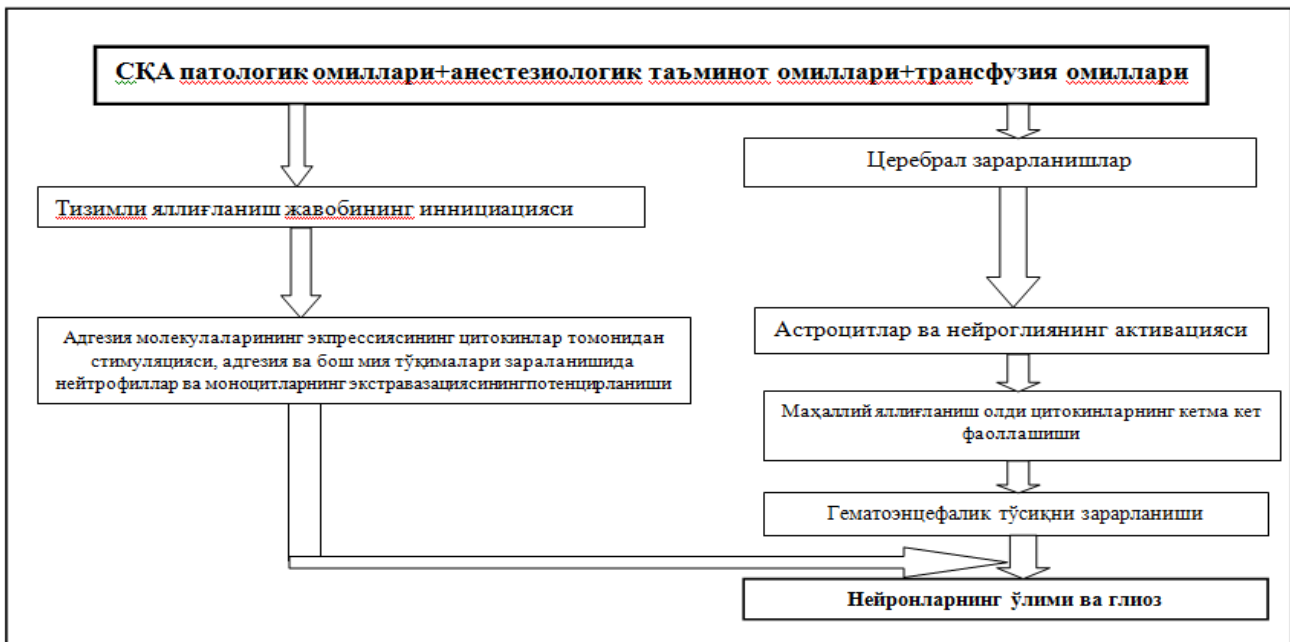 СҚА патологик омиллари+анестезиологик таъминот омиллари+трансфузия омиллари
Церебрал зарарланишлар
Тизимли яллиғланиш жавобининг иннициацияси
Адгезия молекулаларининг экпрессиясининг цитокинлар томонидан
стимуляцияси, адгезия ва бош мия тўқималари зараланишида
нейтрофиллар ва моноцитларнинг экстравазациясинингпотенцирланиши
Астроцитлар ва нейроглиянинг активацияси
Маҳаллий яллиғланиш олди цитокинларнинг кетма кет
фаоллашиши
Гематоэнцефалик тўсиқни зарарланиши
Нейронларнинг ўлими ва глиоз